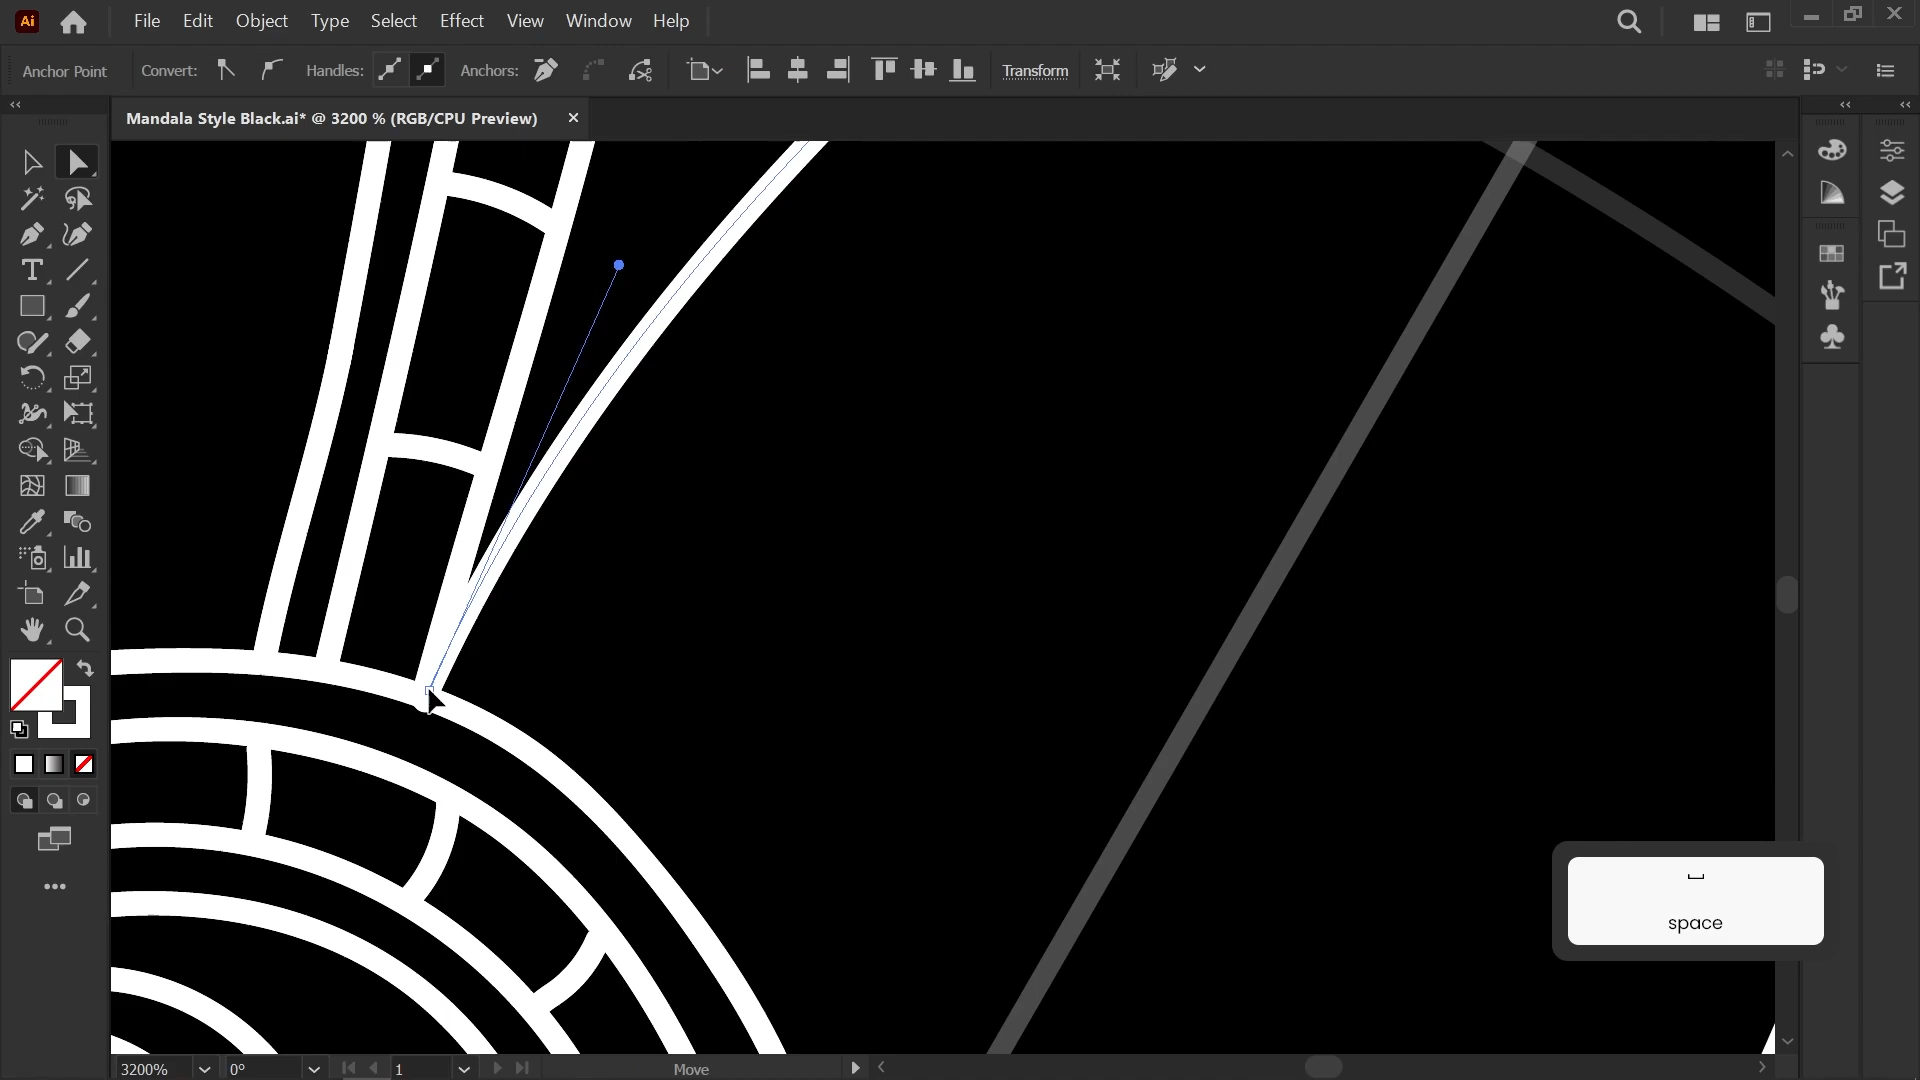 Ai File Edit Object Type Select Effect View Window Help
Anchor Point Convert: Handles: Anchors: Transform
Mandala Style Black.ai* @ 3200 % (RGB/CPU Preview)
space
3200% 0° 1 Move